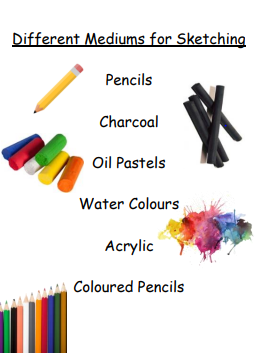 Different Mediums for Sketching
Pencils
Charcoal
Oil Pastels
Water Colours
Acrylic
Coloured Pencils